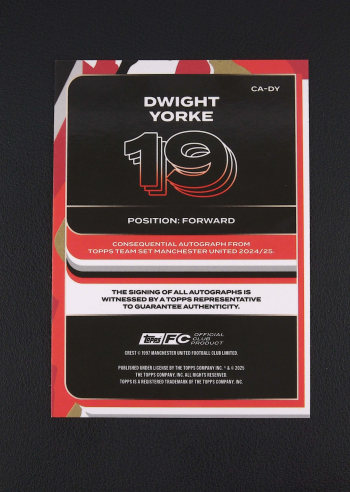 CA-DY
DWIGHT
YORKE
19
POSITION: FORWARD
CONSEQUENTIAL AUTOGRAPH FROM
TOPPS TEAM SET MANCHESTER UNITED 2024/25.
THE SIGNING OF ALL AUTOGRAPHS IS
WITNESSED BY A TOPPS REPRESENTATIVE
TO GUARANTEE AUTHENTICITY.
Topps FC OFFICIAL
CLUB
PRODUCT
CREST © 1997 MANCHESTER UNITED FOOTBALL CLUB LIMITED.
PUBLISHED UNDER LICENSE BY THE TOPPS COMPANY INC. ® & © 2025
THE TOPPS COMPANY, INC. ALL RIGHTS RESERVED.
TOPPS IS A REGISTERED TRADEMARK OF THE TOPPS COMPANY, INC.